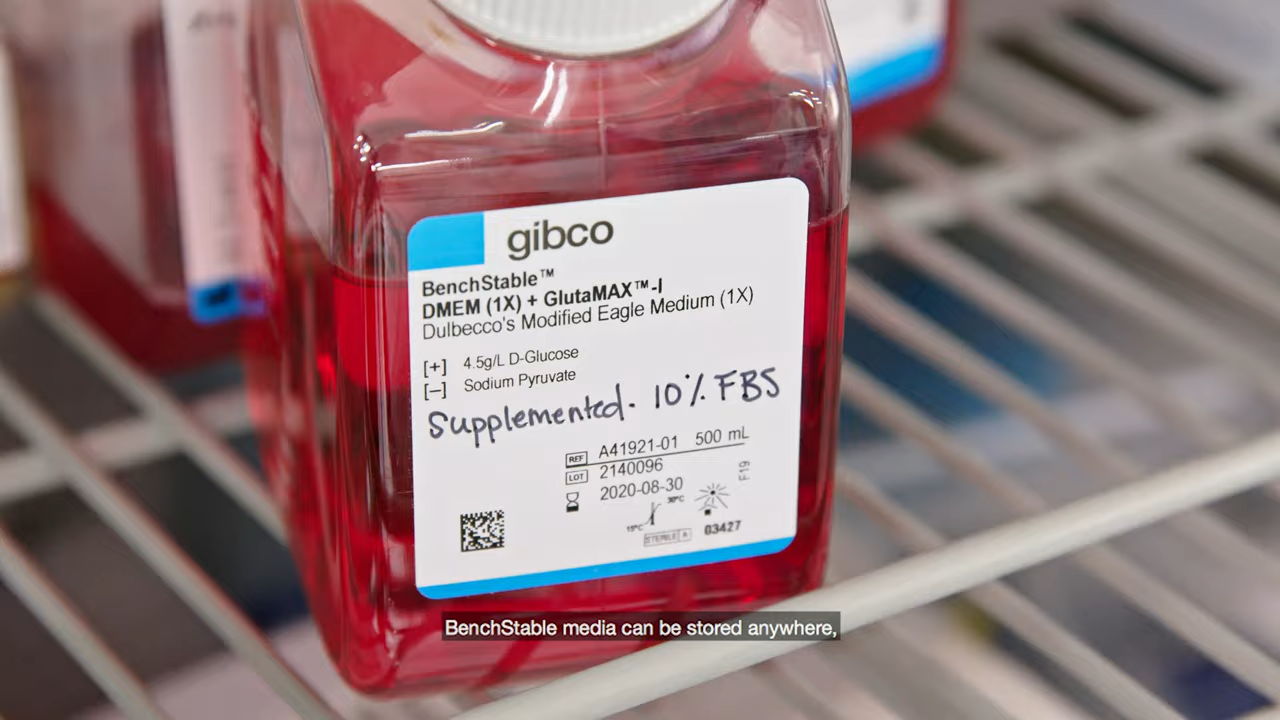 gibco
BenchStable™
DMEM (1X) + GlutaMAX™-I
Dulbecco's Modified Eagle Medium (1X)
[+] 4.5g/L D-Glucose
[–] Sodium Pyruvate
Supplemented- 10% FBS
REF A41921-01 500 mL
LOT 2140096
2020-08-30
F19
30°C
15°C
STERILE A 03427
BenchStable media can be stored anywhere,